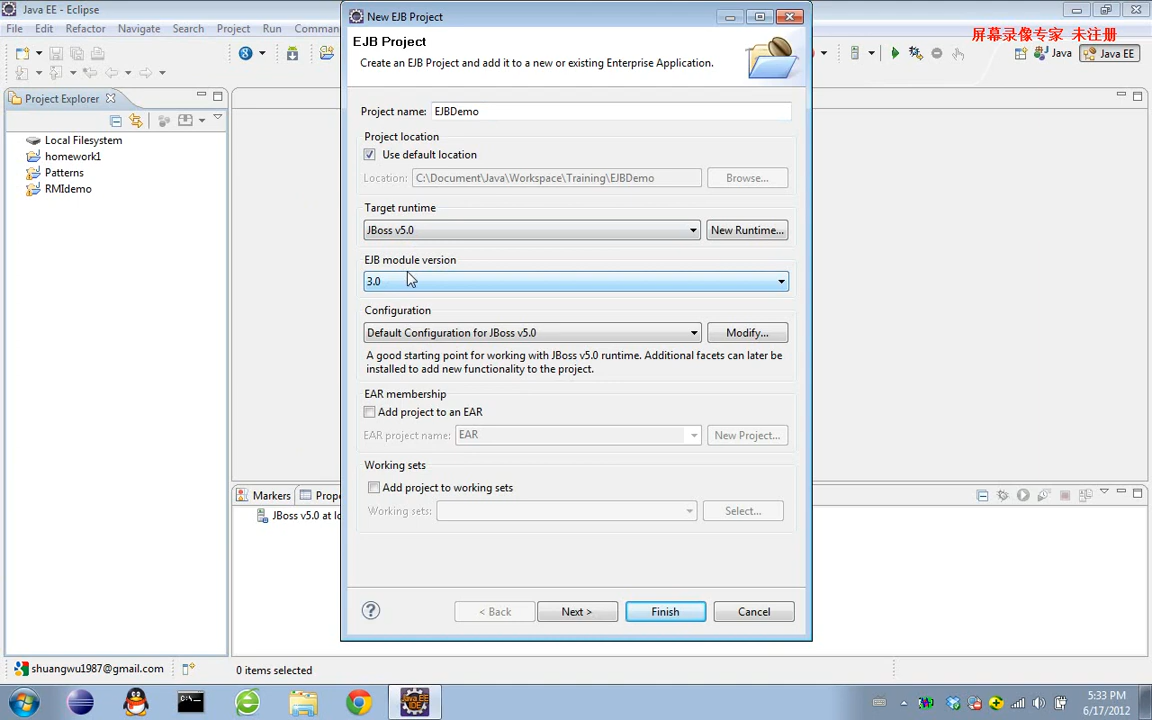 Java EE - Eclipse
New EJB Project
File Edit Refactor Navigate Search Project Run
EJB Project
Create an EJB Project and add it to a new or existing Enterprise Application.
屏幕录像专家 未注册
Java
Java EE
Project Explorer
Local Filesystem
homework1
Patterns
RMIdemo
Project name: EJBDemo
Project location
Use default location
Location: C:\Document\Java\Workspace\Training\EJBDemo Browse...
Target runtime
JBoss v5.0 New Runtime...
EJB module version
3.0
Configuration
Default Configuration for JBoss v5.0 Modify...
A good starting point for working with JBoss v5.0 runtime. Additional facets can later be
installed to add new functionality to the project.
EAR membership
Add project to an EAR
EAR project name: EAR New Project...
Working sets
Add project to working sets
Working sets: Select...
Markers
JBoss v5.0 at
< Back Next > Finish Cancel
shuangwu1987@gmail.com
0 items selected
5:33 PM
6/17/2012